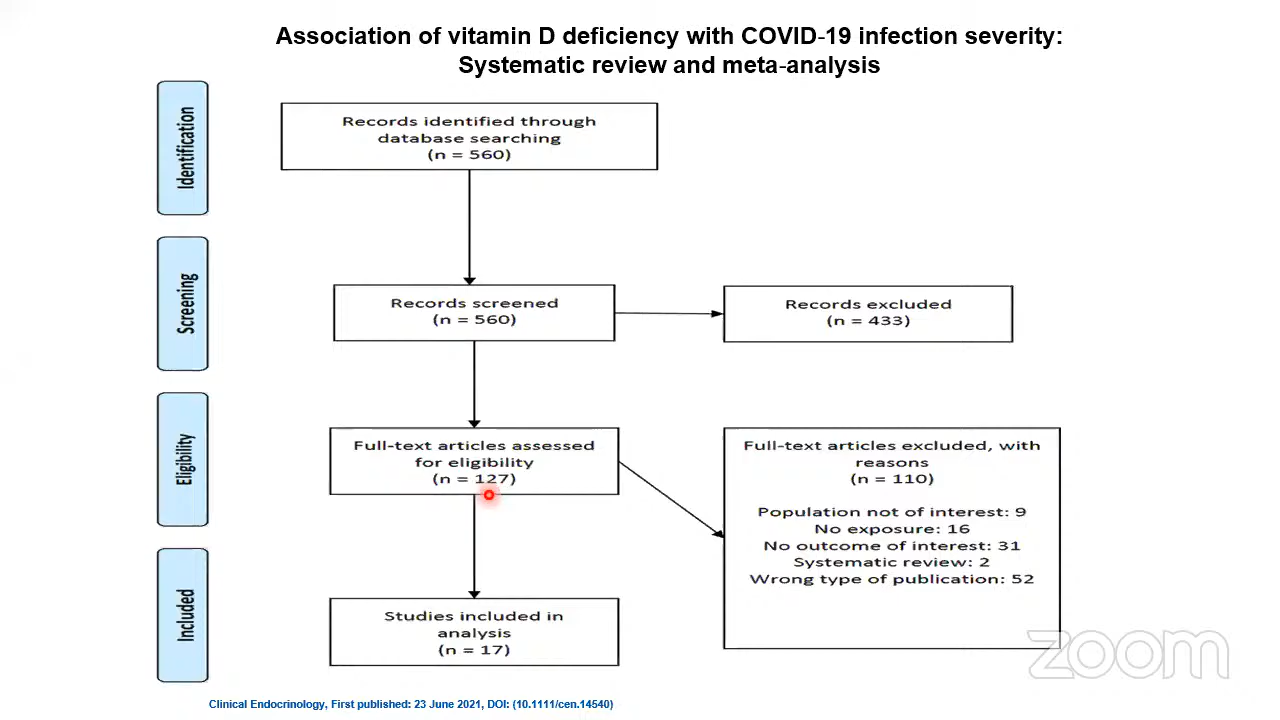 Association of vitamin D deficiency with COVID-19 infection severity:
Systematic review and meta-analysis
Identification
Records identified through
database searching
(n = 560)
Screening
Records screened
(n = 560)
Records excluded
(n = 433)
Eligibility
Full-text articles assessed
for eligibility
(n = 127)
Full-text articles excluded, with
reasons
(n = 110)
Population not of interest: 9
No exposure: 16
No outcome of interest: 31
Systematic review: 2
Wrong type of publication: 52
Included
Studies included in
analysis
(n = 17)
zoom
Clinical Endocrinology, First published: 23 June 2021, DOI: (10.1111/cen.14540)